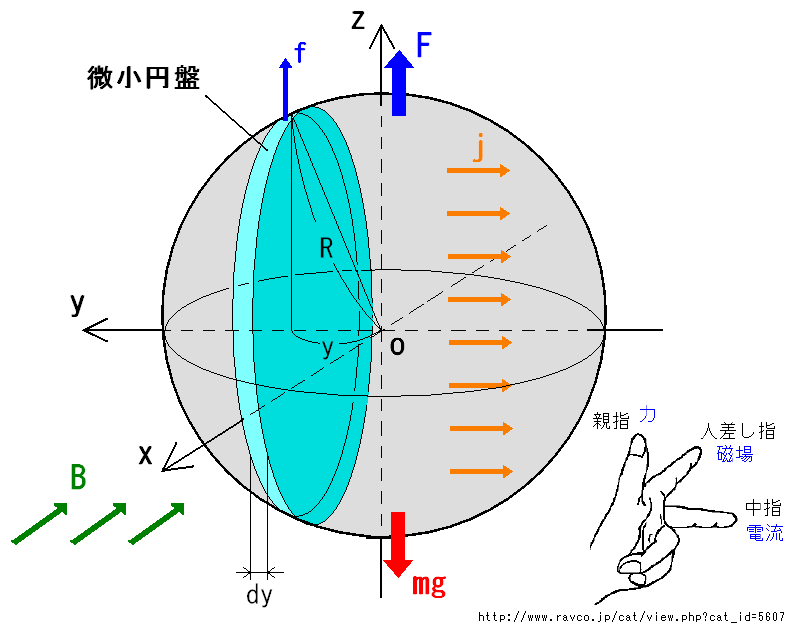 z
F
f
微小円盤
j
R
y
y
o
x
B
親指 力
人差し指
磁場
中指
電流
mg
dy
http://www.ravco.jp/cat/view.php?cat_id=5607